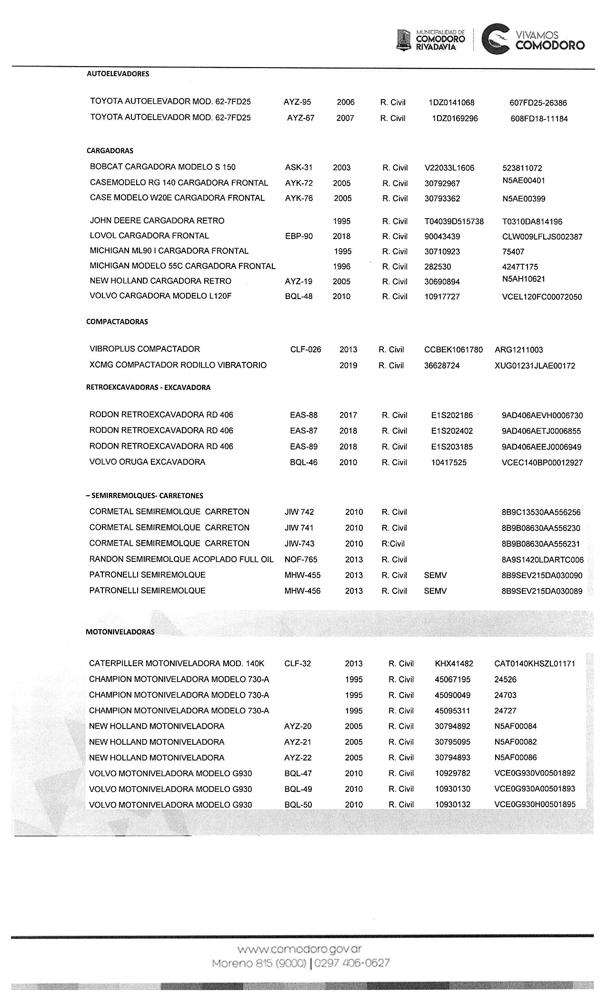 MUNICIPALIDAD DE
COMODORO
RIVADAVIA
VIVAMOS
COMODORO
AUTOELEVADORES
TOYOTA AUTOELEVADOR MOD. 62-7FD25 AYZ-95 2006 R. Civil 1DZ0141068 607FD25-26386
TOYOTA AUTOELEVADOR MOD. 62-7FD25 AYZ-67 2007 R. Civil 1DZ0169296 608FD18-11184
CARGADORAS
BOBCAT CARGADORA MODELO S 150 ASK-31 2003 R. Civil V22033L1606 523811072
CASEMODELO RG 140 CARGADORA FRONTAL AYK-72 2005 R. Civil 30792967 N5AE00401
CASE MODELO W20E CARGADORA FRONTAL AYK-76 2005 R. Civil 30793362 N5AE00399
JOHN DEERE CARGADORA RETRO 1995 R. Civil T04039D515738 T0310DA814196
LOVOL CARGADORA FRONTAL EBP-90 2018 R. Civil 90043439 CLW009LFLJS002387
MICHIGAN ML90 I CARGADORA FRONTAL 1995 R. Civil 30710923 75407
MICHIGAN MODELO 55C CARGADORA FRONTAL 1996 R. Civil 282530 4247T175
NEW HOLLAND CARGADORA RETRO AYZ-19 2005 R. Civil 30690894 N5AH10621
VOLVO CARGADORA MODELO L120F BQL-48 2010 R. Civil 10917727 VCEL120FC00072050
COMPACTADORAS
VIBROPLUS COMPACTADOR CLF-026 2013 R. Civil CCBEK1061780 ARG1211003
XCMG COMPACTADOR RODILLO VIBRATORIO 2019 R. Civil 36628724 XUG01231JLAE00172
RETROEXCAVADORAS - EXCAVADORA
RODON RETROEXCAVADORA RD 406 EAS-88 2017 R. Civil E1S202186 9AD406AEVH0006730
RODON RETROEXCAVADORA RD 406 EAS-87 2018 R. Civil E1S202402 9AD406AETJ0006855
RODON RETROEXCAVADORA RD 406 EAS-89 2018 R. Civil E1S203185 9AD406AEEJ0006949
VOLVO ORUGA EXCAVADORA BQL-46 2010 R. Civil 10417525 VCEC140BP00012927
– SEMIRREMOLQUES- CARRETONES
CORMETAL SEMIREMOLQUE CARRETON JIW 742 2010 R. Civil 8B9C13530AA556256
CORMETAL SEMIREMOLQUE CARRETON JIW 741 2010 R. Civil 8B9B08630AA556230
CORMETAL SEMIREMOLQUE CARRETON JIW-743 2010 R:Civil 8B9B08630AA556231
RANDON SEMIREMOLQUE ACOPLADO FULL OIL NOF-765 2013 R. Civil 8A9S1420LDARTC006
PATRONELLI SEMIREMOLQUE MHW-455 2013 R. Civil SEMV 8B9SEV215DA030090
PATRONELLI SEMIREMOLQUE MHW-456 2013 R. Civil SEMV 8B9SEV215DA030089
MOTONIVELADORAS
CATERPILLER MOTONIVELADORA MOD. 140K CLF-32 2013 R. Civil KHX41482 CAT0140KHSZL01171
CHAMPION MOTONIVELADORA MODELO 730-A 1995 R. Civil 45067195 24526
CHAMPION MOTONIVELADORA MODELO 730-A 1995 R. Civil 45090049 24703
CHAMPION MOTONIVELADORA MODELO 730-A 1995 R. Civil 45095311 24727
NEW HOLLAND MOTONIVELADORA AYZ-20 2005 R. Civil 30794892 N5AF00084
NEW HOLLAND MOTONIVELADORA AYZ-21 2005 R. Civil 30795095 N5AF00082
NEW HOLLAND MOTONIVELADORA AYZ-22 2005 R. Civil 30794893 N5AF00086
VOLVO MOTONIVELADORA MODELO G930 BQL-47 2010 R. Civil 10929782 VCE0G930V00501892
VOLVO MOTONIVELADORA MODELO G930 BQL-49 2010 R. Civil 10930130 VCE0G930A00501893
VOLVO MOTONIVELADORA MODELO G930 BQL-50 2010 R. Civil 10930132 VCE0G930H00501895
www.comodoro.gov.ar
Moreno 815 (9000) | 0297 406-0627